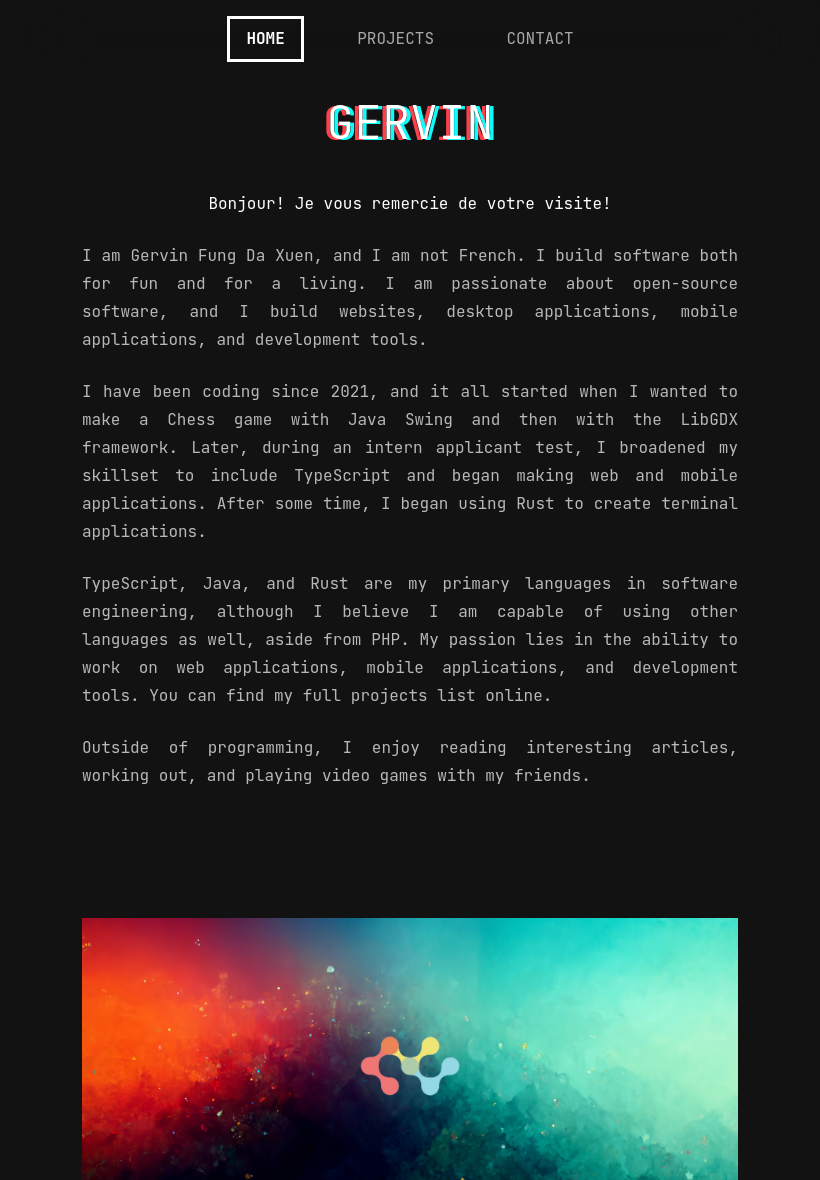 HOME PROJECTS CONTACT
GERVIN
Bonjour! Je vous remercie de votre visite!
I am Gervin Fung Da Xuen, and I am not French. I build software both
for fun and for a living. I am passionate about open-source
software, and I build websites, desktop applications, mobile
applications, and development tools.
I have been coding since 2021, and it all started when I wanted to
make a Chess game with Java Swing and then with the LibGDX
framework. Later, during an intern applicant test, I broadened my
skillset to include TypeScript and began making web and mobile
applications. After some time, I began using Rust to create terminal
applications.
TypeScript, Java, and Rust are my primary languages in software
engineering, although I believe I am capable of using other
languages as well, aside from PHP. My passion lies in the ability to
work on web applications, mobile applications, and development
tools. You can find my full projects list online.
Outside of programming, I enjoy reading interesting articles,
working out, and playing video games with my friends.